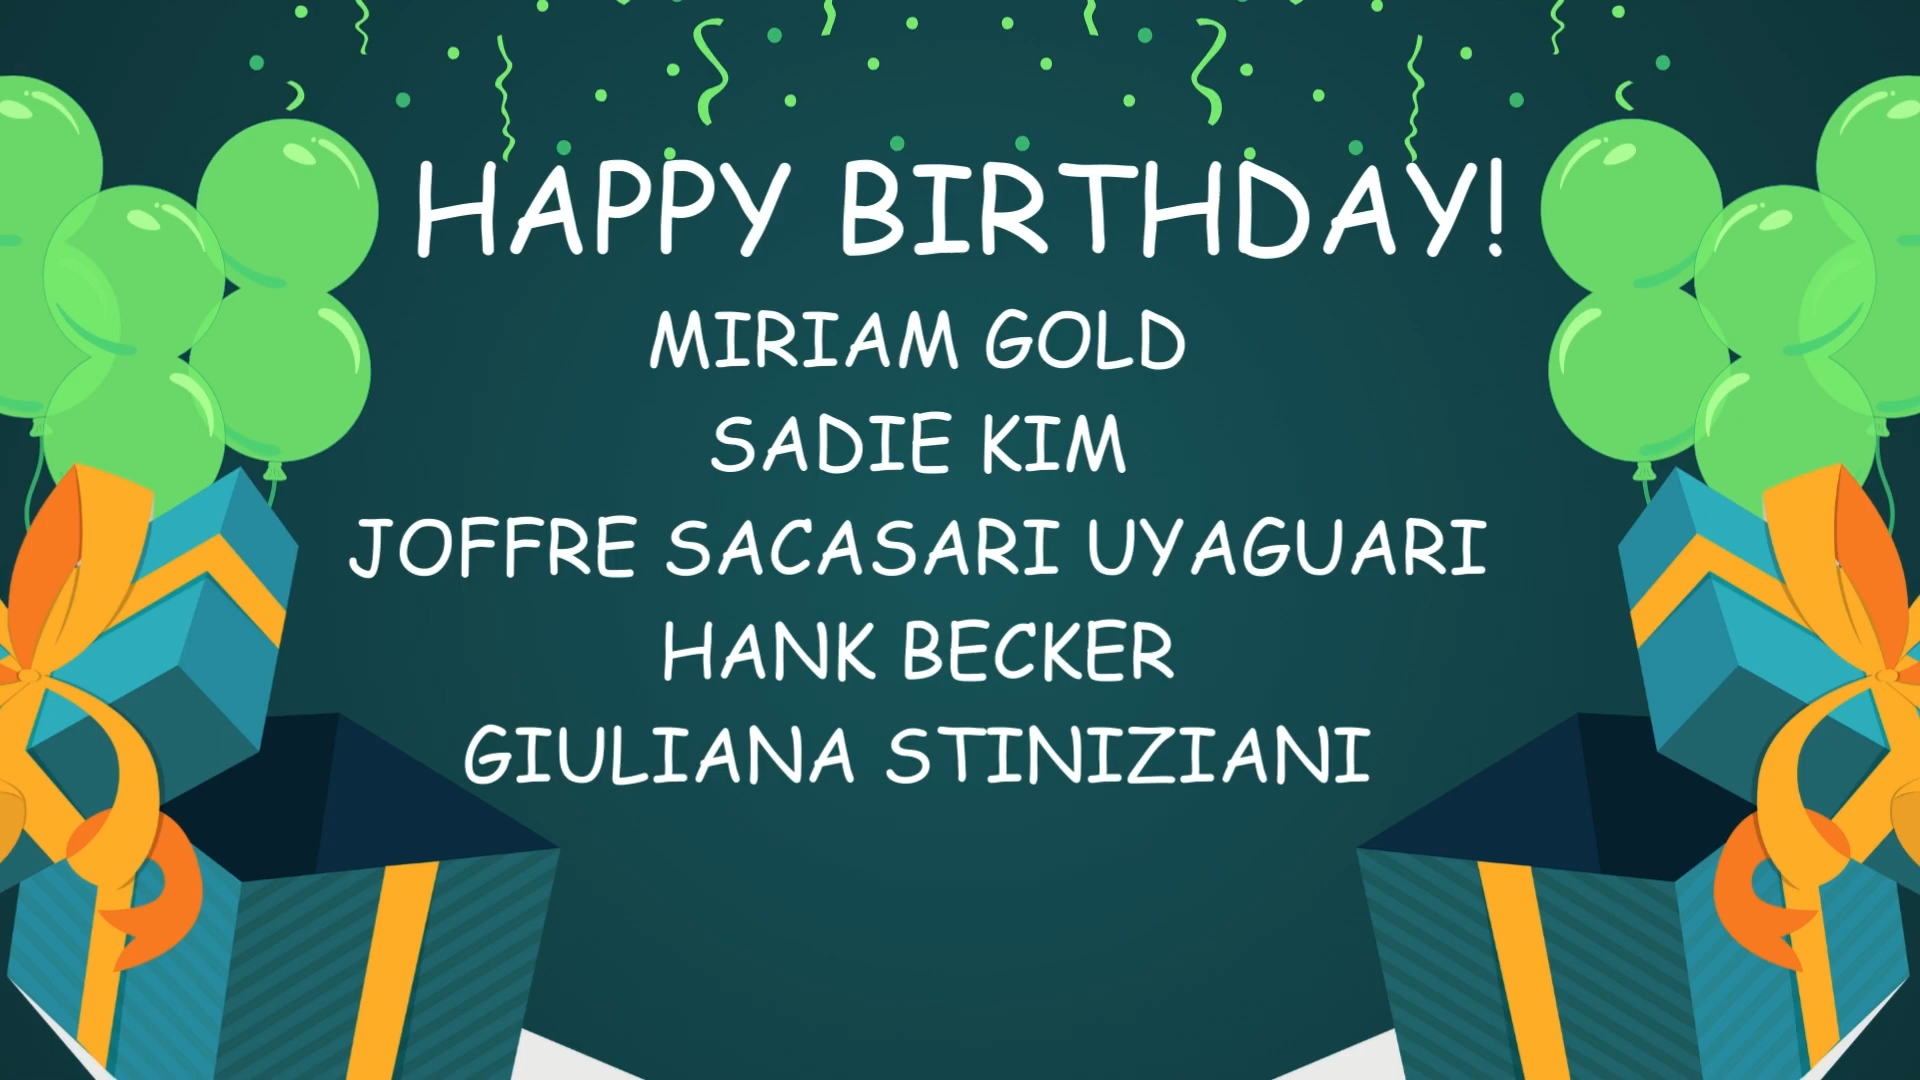 HAPPY BIRTHDAY!
MIRIAM GOLD
SADIE KIM
JOFFRE SACASARI UYAGUARI
HANK BECKER
GIULIANA STINIZIANI